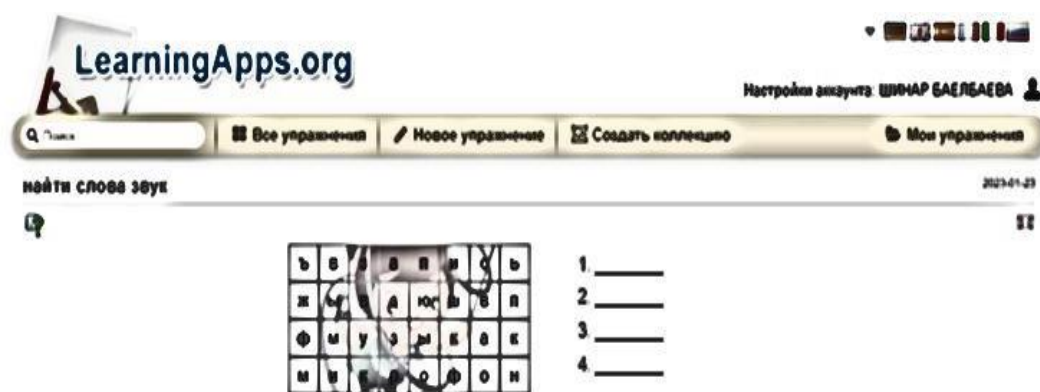 LearningApps.org
Настройки аккаунта: ШИНАР БАЕЛБАЕВА
Поиск
Все упражнения
Новое упражнение
Создать коллекцию
Мои упражнения
найти слова звук
2023-01-23
п и с ь
1.
ф м у з ы к а к
2.
3.
м и к р о ф о н
4.